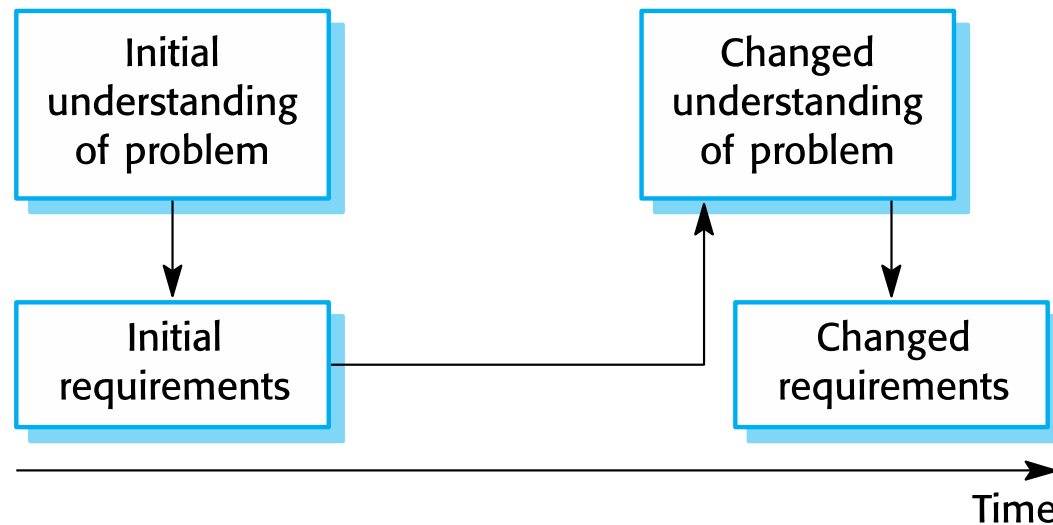 Initial
understanding
of problem
Changed
understanding
of problem
Initial
requirements
Changed
requirements
Time